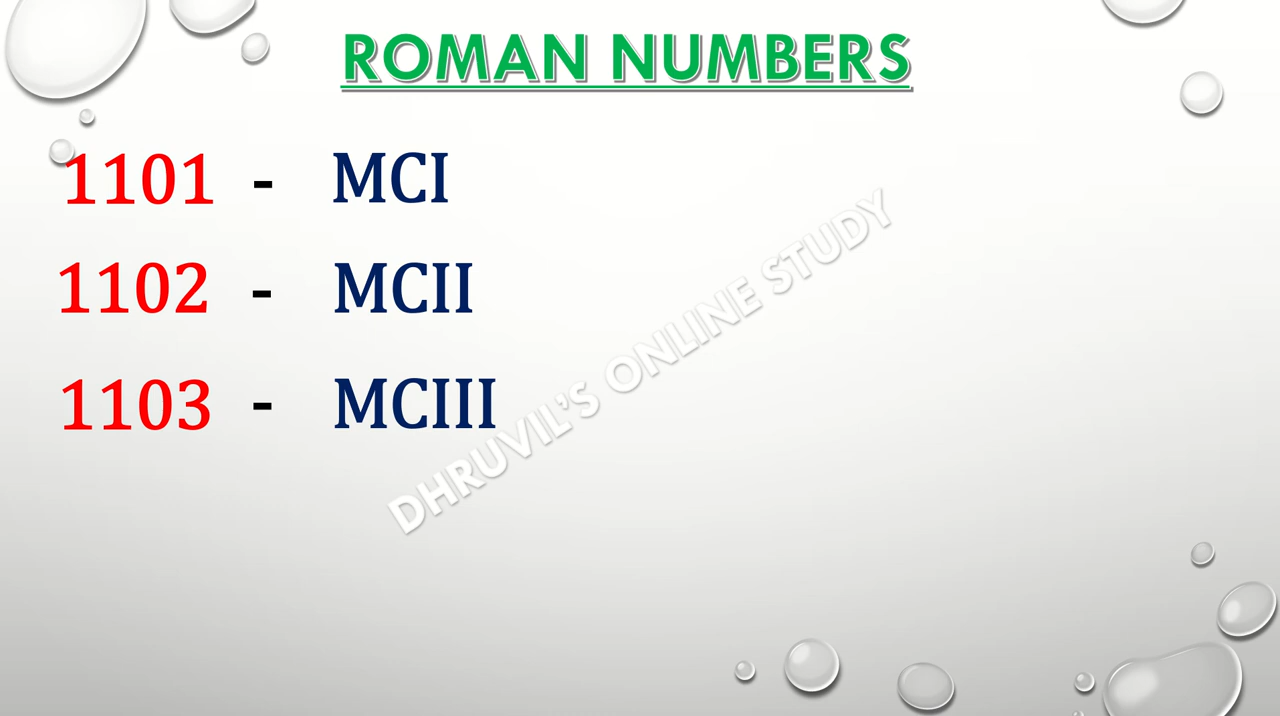 ROMAN NUMBERS
1101 - MCI
1102 - MCII
1103 - MCIII
DHRUVIL'S ONLINE STUDY